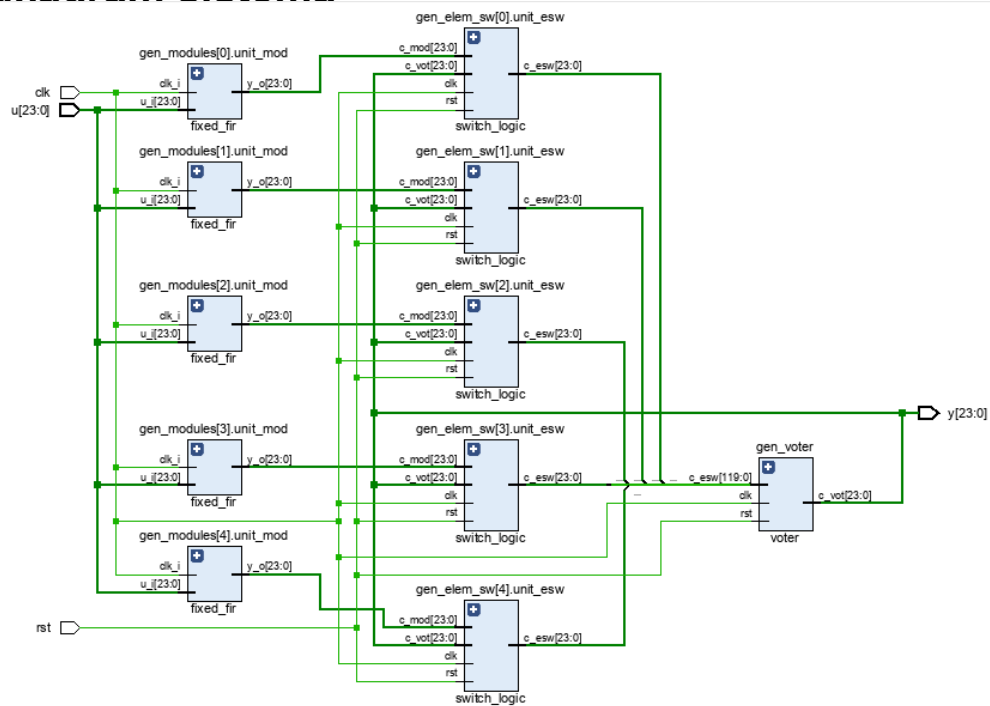 gen_elem_sw[0].unit_esw
c_mod[23:0]
c_vot[23:0]
clk
rst
c_esw[23:0]
switch_logic
gen_modules[0].unit_mod
clk_i
u_i[23:0]
y_o[23:0]
fixed_fir
clk
u[23:0]
gen_modules[1].unit_mod
clk_i
u_i[23:0]
y_o[23:0]
fixed_fir
gen_elem_sw[1].unit_esw
c_mod[23:0]
c_vot[23:0]
clk
rst
c_esw[23:0]
switch_logic
gen_modules[2].unit_mod
clk_i
u_i[23:0]
y_o[23:0]
fixed_fir
gen_elem_sw[2].unit_esw
c_mod[23:0]
c_vot[23:0]
clk
rst
c_esw[23:0]
switch_logic
y[23:0]
gen_modules[3].unit_mod
clk_i
u_i[23:0]
y_o[23:0]
fixed_fir
gen_elem_sw[3].unit_esw
c_mod[23:0]
c_vot[23:0]
clk
rst
c_esw[23:0]
switch_logic
gen_voter
c_esw[119:0]
clk
rst
c_vot[23:0]
voter
gen_modules[4].unit_mod
clk_i
u_i[23:0]
y_o[23:0]
fixed_fir
gen_elem_sw[4].unit_esw
c_mod[23:0]
c_vot[23:0]
clk
rst
c_esw[23:0]
switch_logic
rst